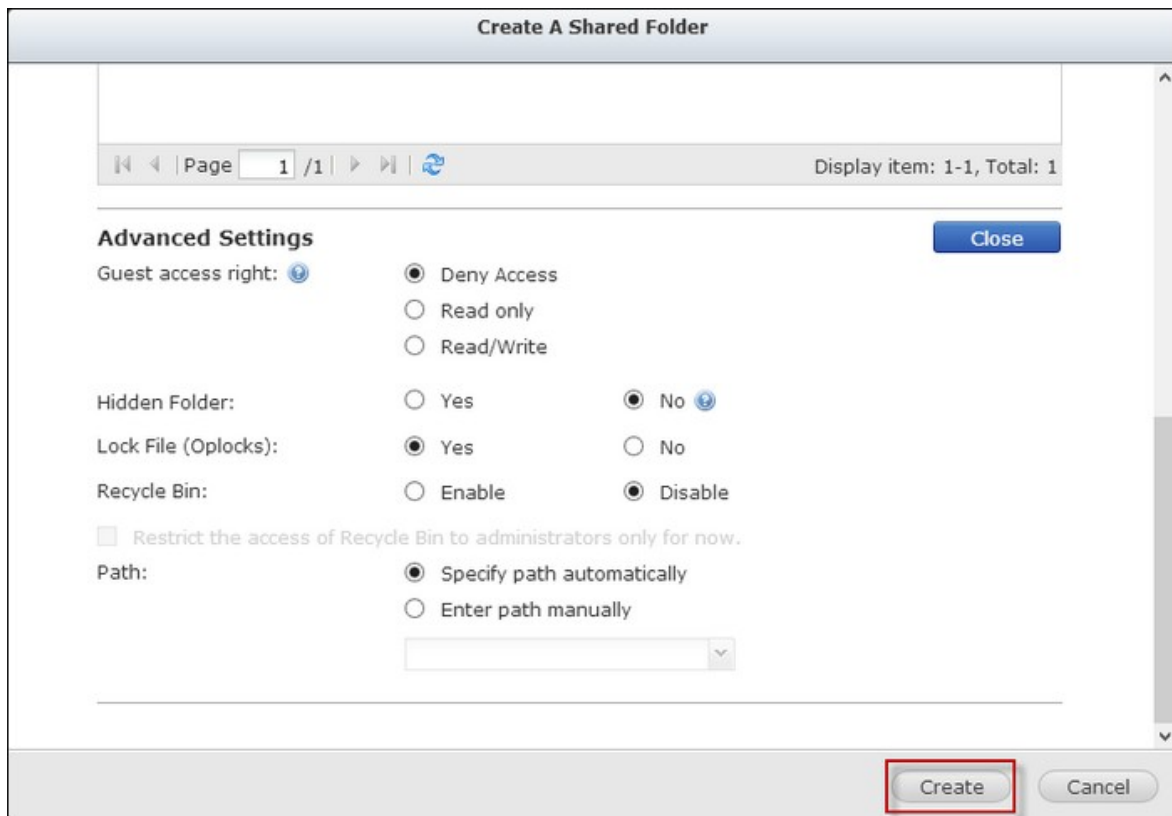 Create A Shared Folder
Page 1 /1 Display item: 1-1, Total: 1
Advanced Settings Close
Guest access right: Deny Access
Read only
Read/Write
Hidden Folder: Yes No
Lock File (Oplocks): Yes No
Recycle Bin: Enable Disable
Restrict the access of Recycle Bin to administrators only for now.
Path: Specify path automatically
Enter path manually
Create Cancel